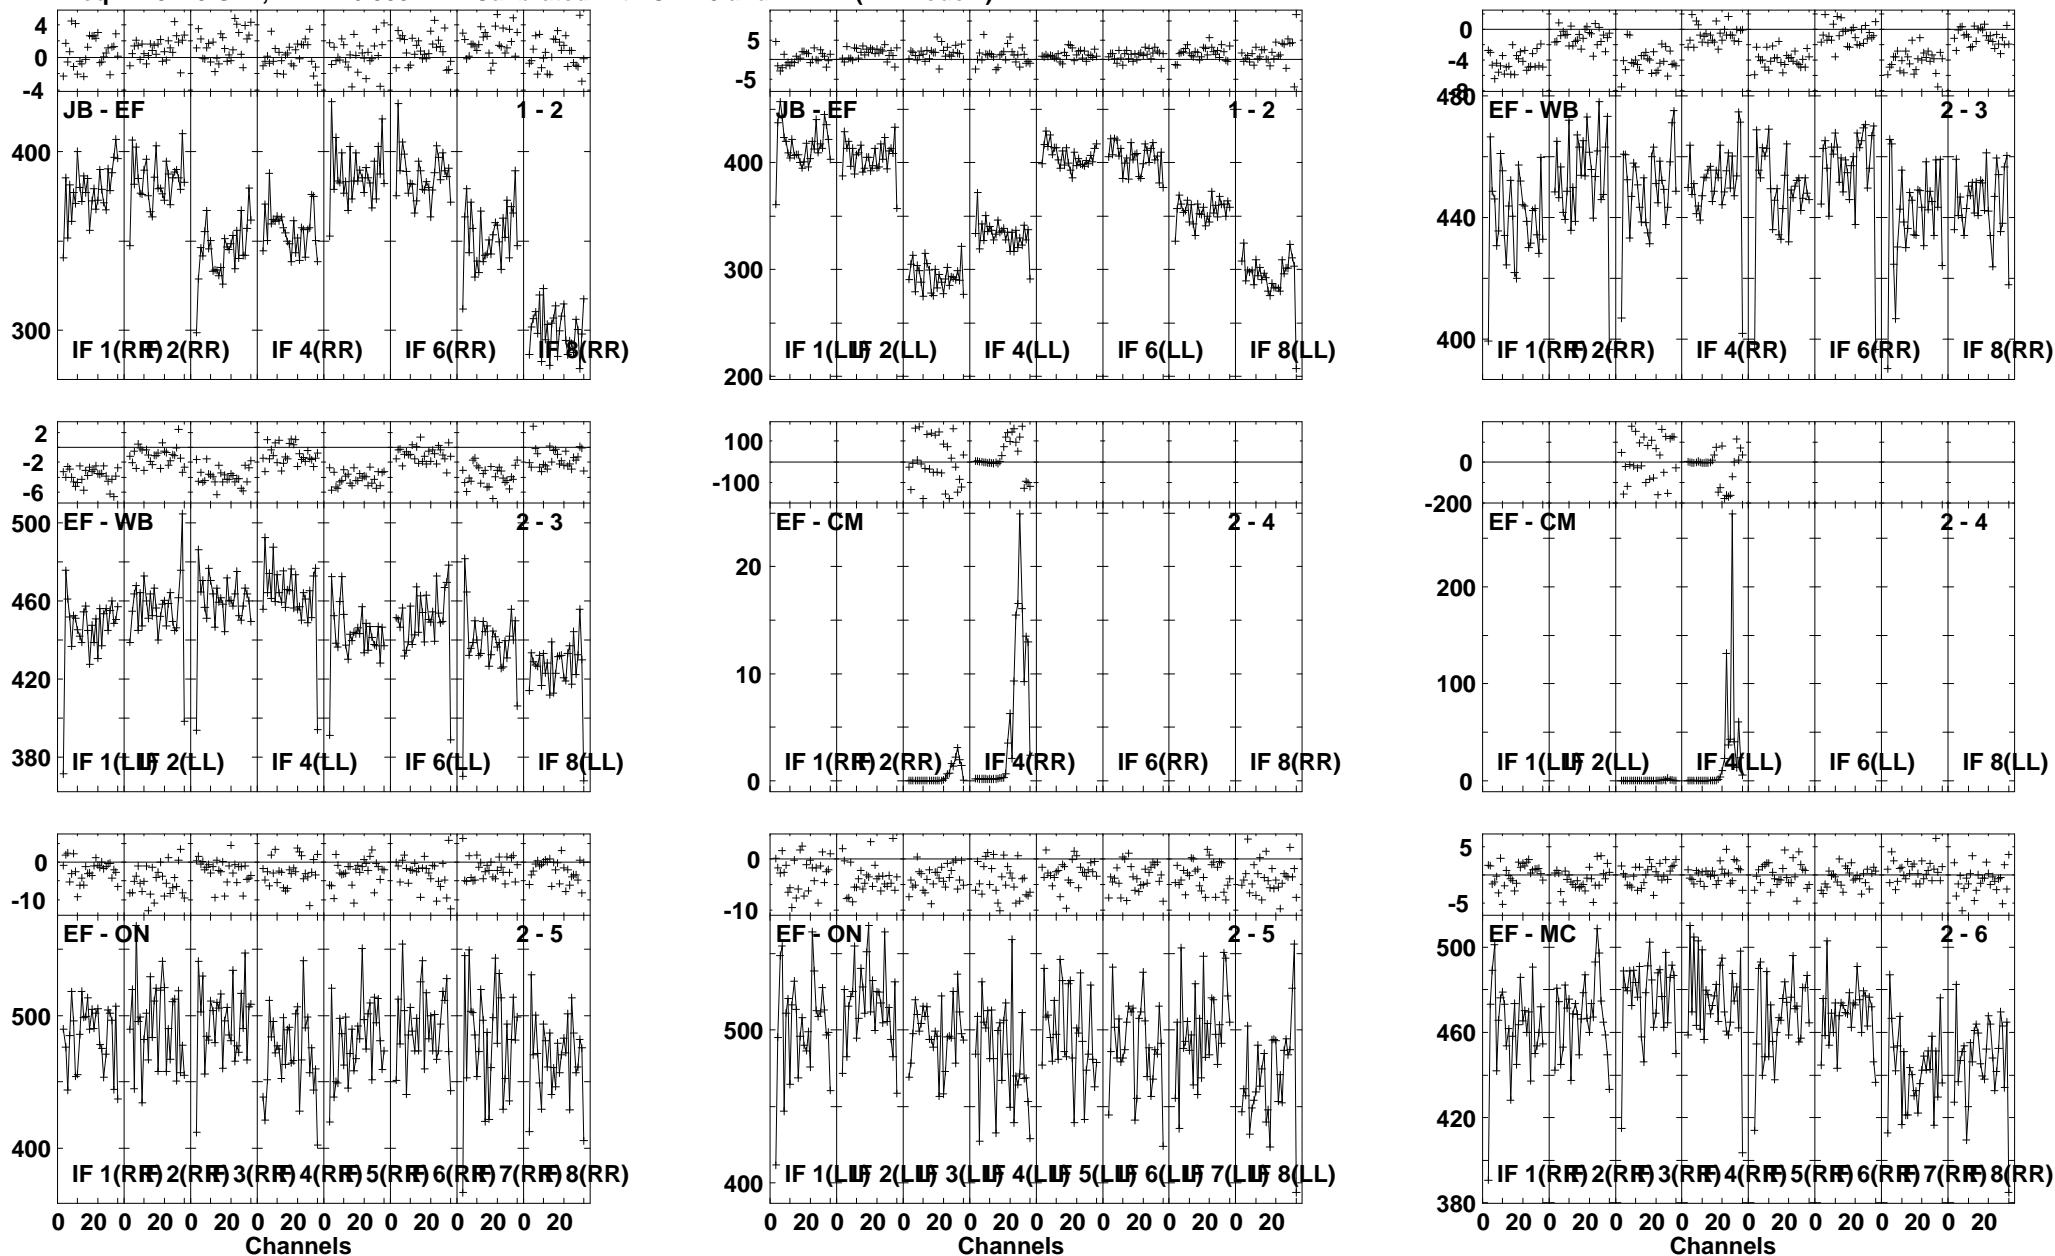 4
0
-4
JB - EF 1 - 2
400
300
IF 1(RR) IF 2(RR) IF 4(RR) IF 6(RR) IF 8(RR)
5
-5
JB - EF 1 - 2
400
300
200
IF 1(LL) IF 2(LL) IF 4(LL) IF 6(LL) IF 8(LL)
0
-4
-8
480
EF - WB 2 - 3
440
400
IF 1(RR) IF 2(RR) IF 4(RR) IF 6(RR) IF 8(RR)
2
-2
-6
EF - WB 2 - 3
500
460
420
380
IF 1(LL) IF 2(LL) IF 4(LL) IF 6(LL) IF 8(LL)
100
0
-100
EF - CM 2 - 4
20
10
0
IF 1(RR) IF 2(RR) IF 4(RR) IF 6(RR) IF 8(RR)
0
-200
EF - CM 2 - 4
200
100
0
IF 1(LL) IF 2(LL) IF 4(LL) IF 6(LL) IF 8(LL)
0
-10
EF - ON 2 - 5
500
400
IF 1(RR) IF 2(RR) IF 3(RR) IF 4(RR) IF 5(RR) IF 6(RR) IF 7(RR) IF 8(RR)
0 20 0 20 0 20 0 20 0 20 0 20 0 20 0 20
Channels
0
-10
EF - ON 2 - 5
500
400
IF 1(LL) IF 2(LL) IF 3(LL) IF 4(LL) IF 5(LL) IF 6(LL) IF 7(LL) IF 8(LL)
0 20 0 20 0 20 0 20 0 20 0 20 0 20 0 20
Channels
5
-5
EF - MC 2 - 6
500
460
420
380
IF 1(RR) IF 2(RR) IF 3(RR) IF 4(RR) IF 5(RR) IF 6(RR) IF 7(RR) IF 8(RR)
0 20 0 20 0 20 0 20 0 20 0 20 0 20 0 20
Channels